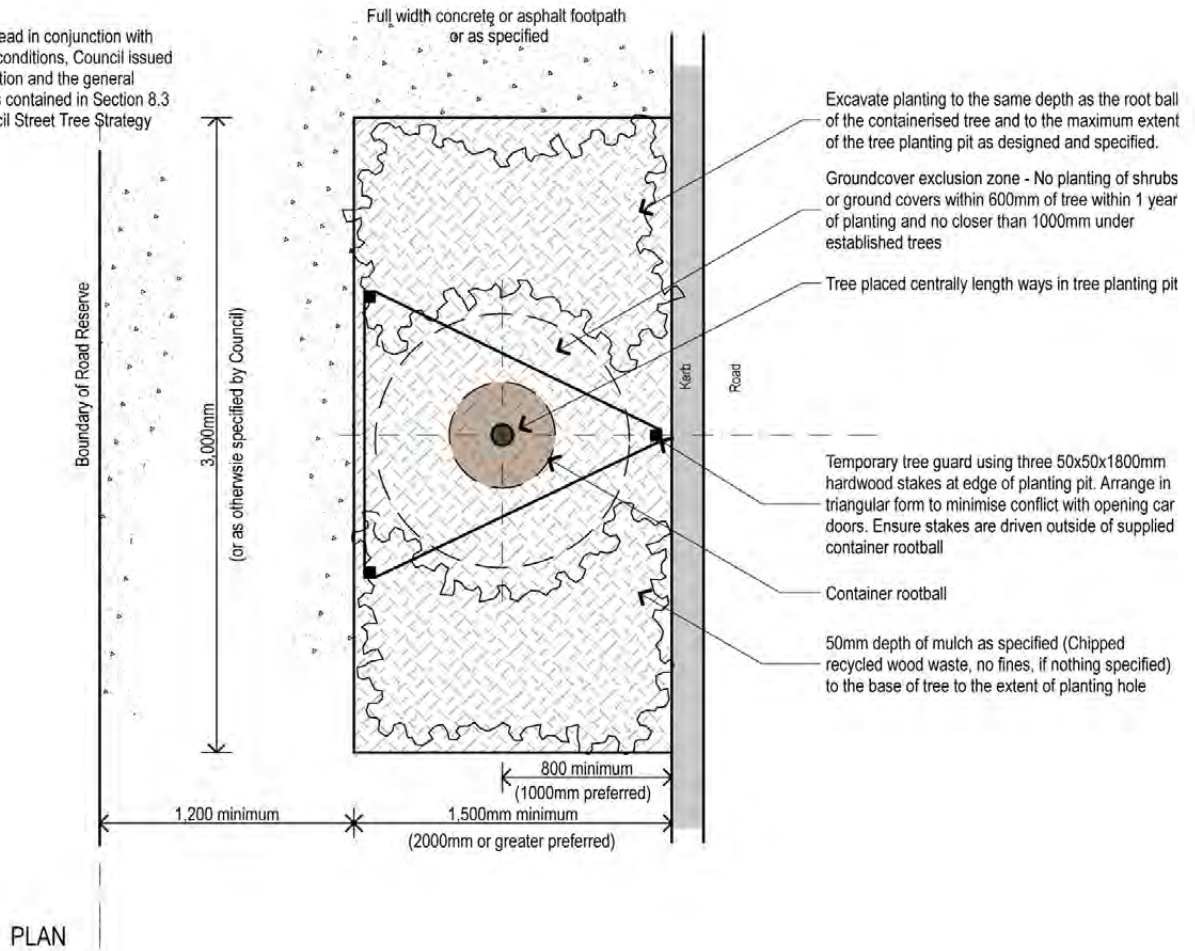 ead in conjunction with
conditions, Council issued
tion and the general
s contained in Section 8.3
cil Street Tree Strategy
Full width concrete or asphalt footpath
or as specified
Excavate planting to the same depth as the root ball
of the containerised tree and to the maximum extent
of the tree planting pit as designed and specified.
Groundcover exclusion zone - No planting of shrubs
or ground covers within 600mm of tree within 1 year
of planting and no closer than 1000mm under
established trees
Tree placed centrally length ways in tree planting pit
Boundary of Road Reserve
3,000mm
(or as otherwsie specified by Council)
Kerb
Road
Temporary tree guard using three 50x50x1800mm
hardwood stakes at edge of planting pit. Arrange in
triangular form to minimise conflict with opening car
doors. Ensure stakes are driven outside of supplied
container rootball
Container rootball
50mm depth of mulch as specified (Chipped
recycled wood waste, no fines, if nothing specified)
to the base of tree to the extent of planting hole
800 minimum
(1000mm preferred)
1,200 minimum
1,500mm minimum
(2000mm or greater preferred)
PLAN